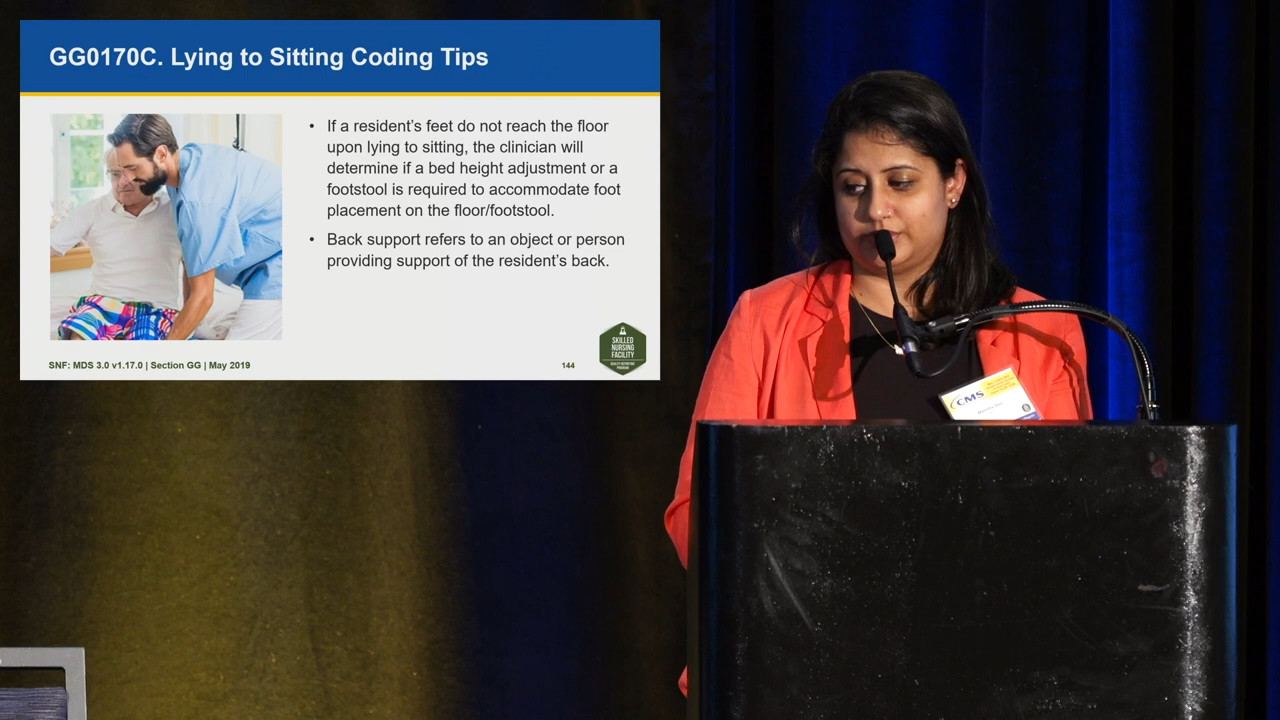 GG0170C. Lying to Sitting Coding Tips
• If a resident’s feet do not reach the floor
upon lying to sitting, the clinician will
determine if a bed height adjustment or a
footstool is required to accommodate foot
placement on the floor/footstool.
• Back support refers to an object or person
providing support of the resident’s back.
SKILLED
NURSING
FACILITY
QUALITY REPORTING
PROGRAM
SNF: MDS 3.0 v1.17.0 | Section GG | May 2019
144
CMS